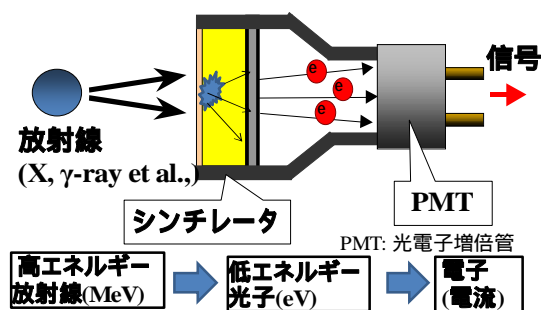 信号
e
e
e
放射線
(X, γ-ray et al.,)
シンチレータ
PMT
PMT: 光電子増倍管
高エネルギー
放射線(MeV)
低エネルギー
光子(eV)
電子
(電流)